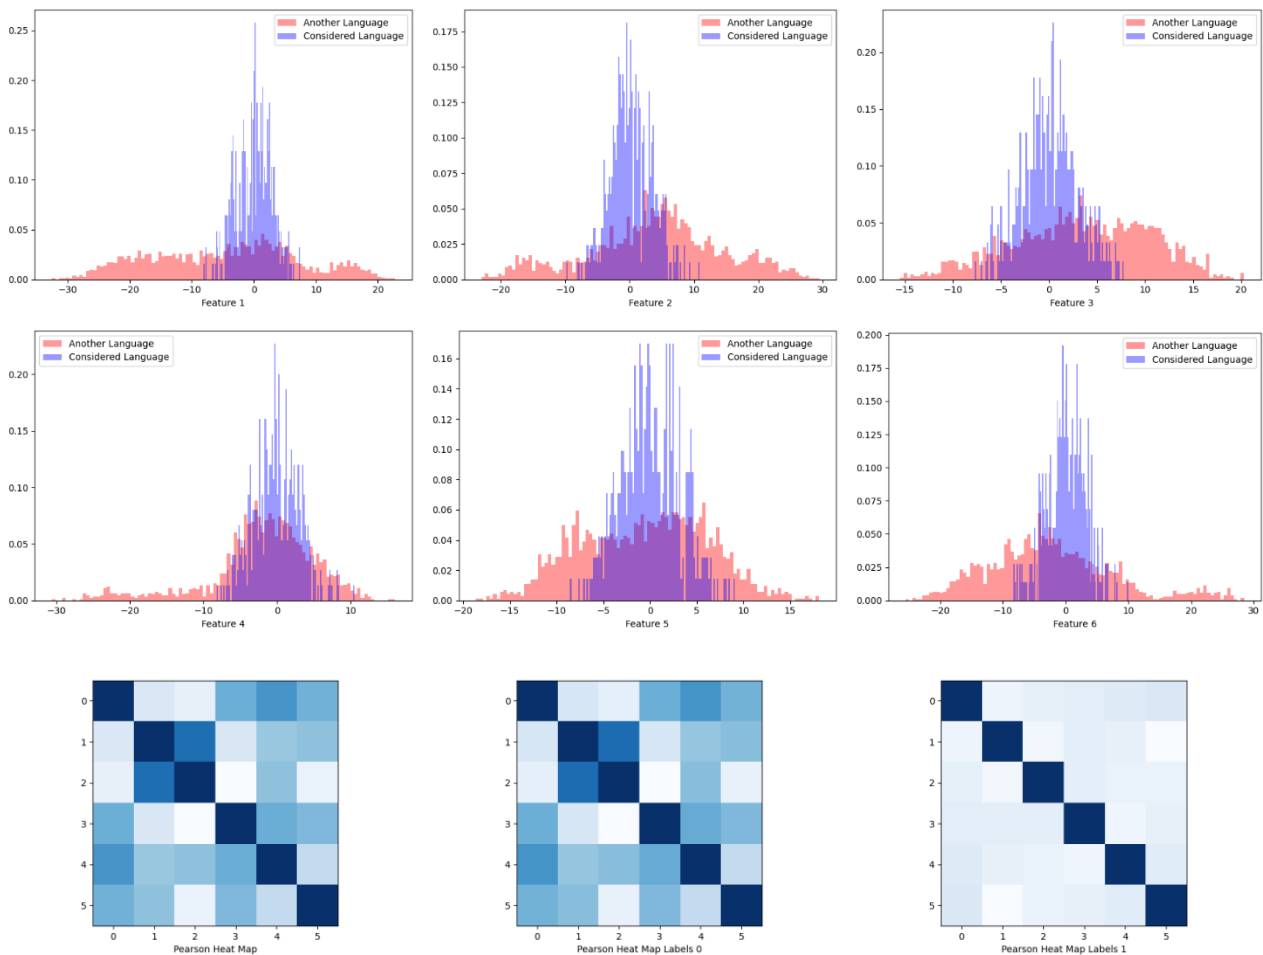 Another Language
Considered Language
0.25
0.20
0.15
0.10
0.05
0.00
−30 −20 −10 0 10 20
Feature 1
Another Language
Considered Language
0.175
0.150
0.125
0.100
0.075
0.050
0.025
0.000
−20 −10 0 10 20 30
Feature 2
Another Language
Considered Language
0.20
0.15
0.10
0.05
0.00
−15 −10 −5 0 5 10 15 20
Feature 3
Another Language
Considered Language
0.20
0.15
0.10
0.05
0.00
−30 −20 −10 0 10
Feature 4
Another Language
Considered Language
0.16
0.14
0.12
0.10
0.08
0.06
0.04
0.02
0.00
−20 −15 −10 −5 0 5 10 15
Feature 5
Another Language
Considered Language
0.200
0.175
0.150
0.125
0.100
0.075
0.050
0.025
0.000
−20 −10 0 10 20 30
Feature 6
0
1
2
3
4
5
0 1 2 3 4 5
Pearson Heat Map
0
1
2
3
4
5
0 1 2 3 4 5
Pearson Heat Map Labels 0
0
1
2
3
4
5
0 1 2 3 4 5
Pearson Heat Map Labels 1